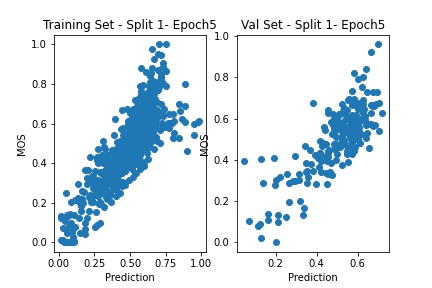 Training Set - Split 1- Epoch5
Val Set - Split 1- Epoch5
1.0
0.8
0.6
0.4
0.2
0.0
MOS
0.00 0.25 0.50 0.75 1.00
Prediction
1.0
0.8
0.6
0.4
0.2
0.0
MOS
0.2 0.4 0.6
Prediction